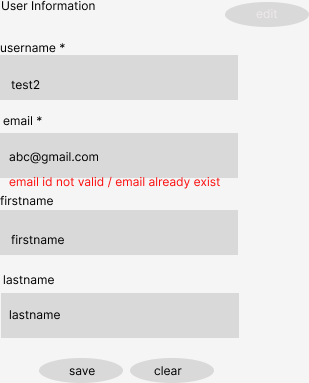 User Information
edit
username *
test2
email *
abc@gmail.com
email id not valid / email already exist
firstname
firstname
lastname
lastname
save
clear